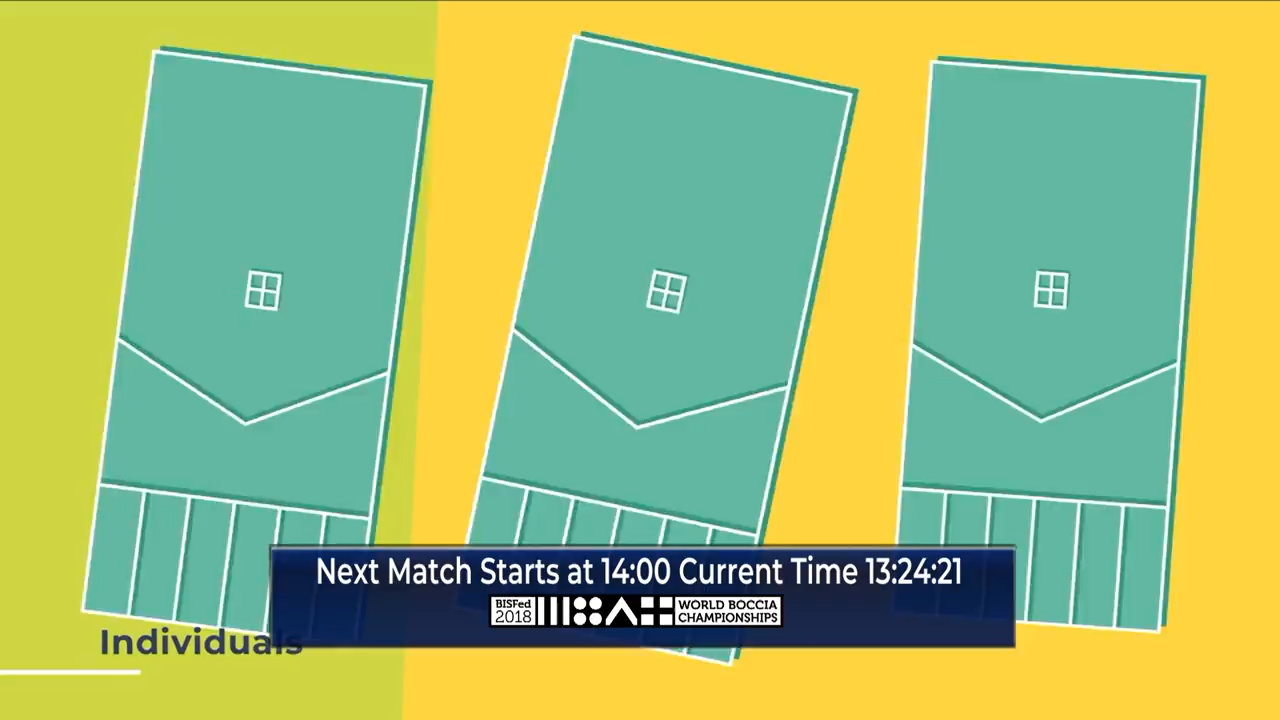 Next Match Starts at 14:00 Current Time 13:24:21
BISFed
2018
WORLD BOCCIA
CHAMPIONSHIPS
Individuals